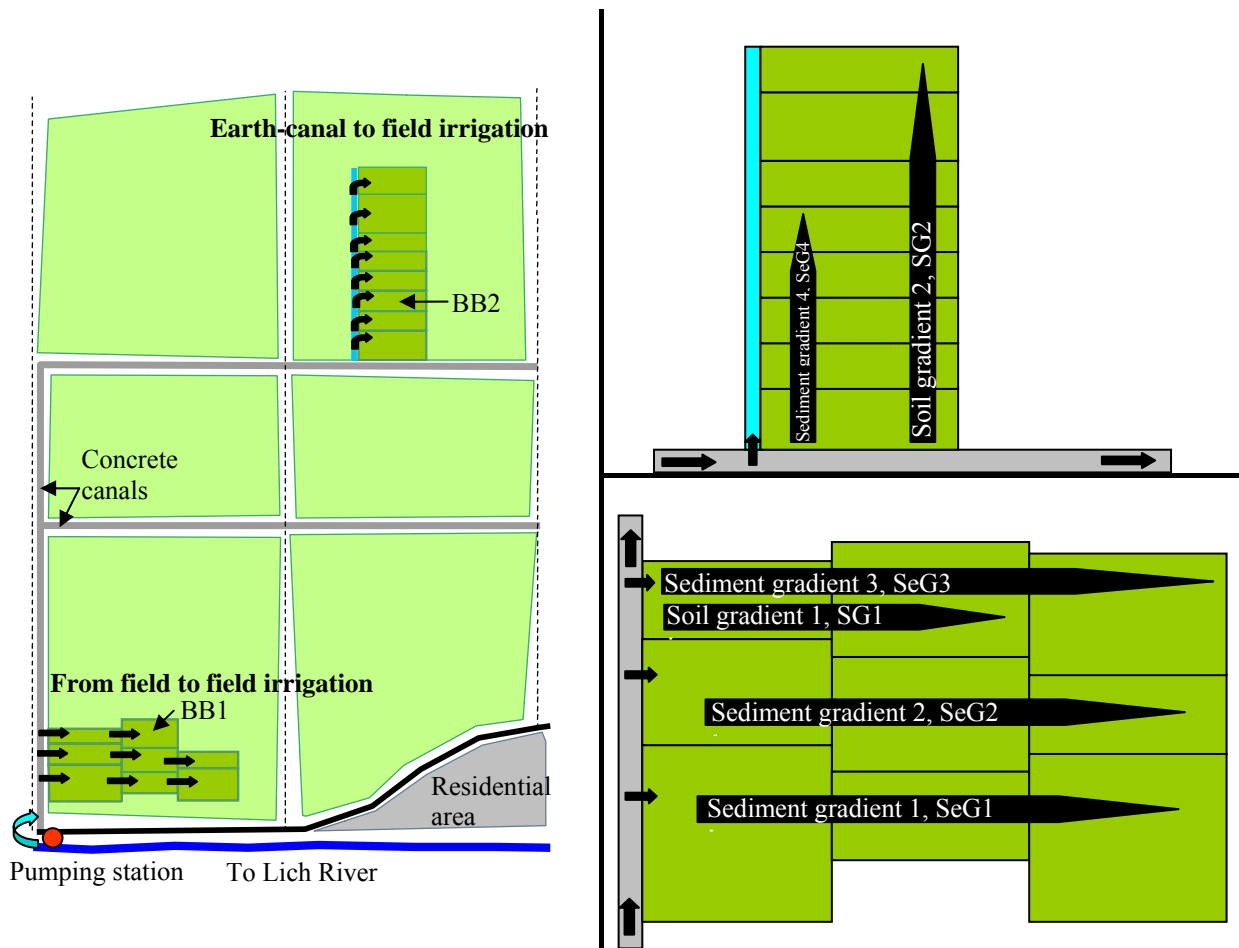 Earth-canal to field irrigation
BB2
Concrete
canals
From field to field irrigation
BB1
Residential
area
Pumping station
To Lich River
Sediment gradient 4. SeG4
Soil gradient 2, SG2
Sediment gradient 3, SeG3
Soil gradient 1, SG1
Sediment gradient 2, SeG2
Sediment gradient 1, SeG1